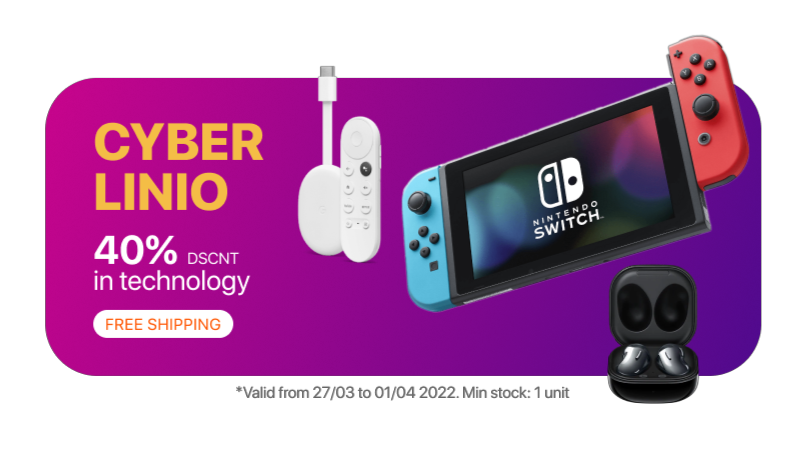 CYBER
LINIO
40% DSCNT
in technology
FREE SHIPPING
NINTENDO
SWITCH
*Valid from 27/03 to 01/04 2022. Min stock: 1 unit